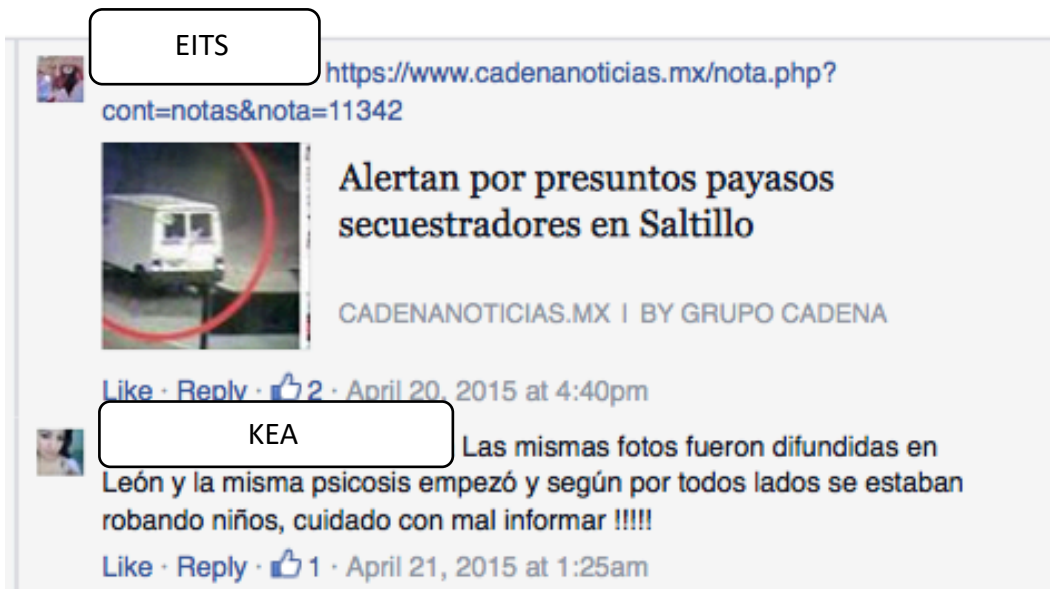 EITS
https://www.cadenanoticias.mx/nota.php?
cont=notas&nota=11342
Alertan por presuntos payasos
secuestradores en Saltillo
CADENANOTICIAS.MX | BY GRUPO CADENA
Like · Reply · 2 · April 20, 2015 at 4:40pm
KEA
Las mismas fotos fueron difundidas en
León y la misma psicosis empezó y según por todos lados se estaban
robando niños, cuidado con mal informar !!!!!
Like · Reply · 1 · April 21, 2015 at 1:25am